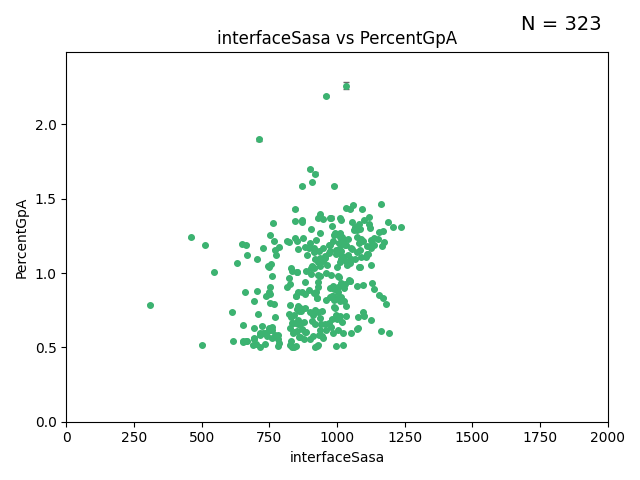 N = 323
interfaceSasa vs PercentGpA
PercentGpA
2.0
1.5
1.0
0.5
0.0
0 250 500 750 1000 1250 1500 1750 2000
interfaceSasa